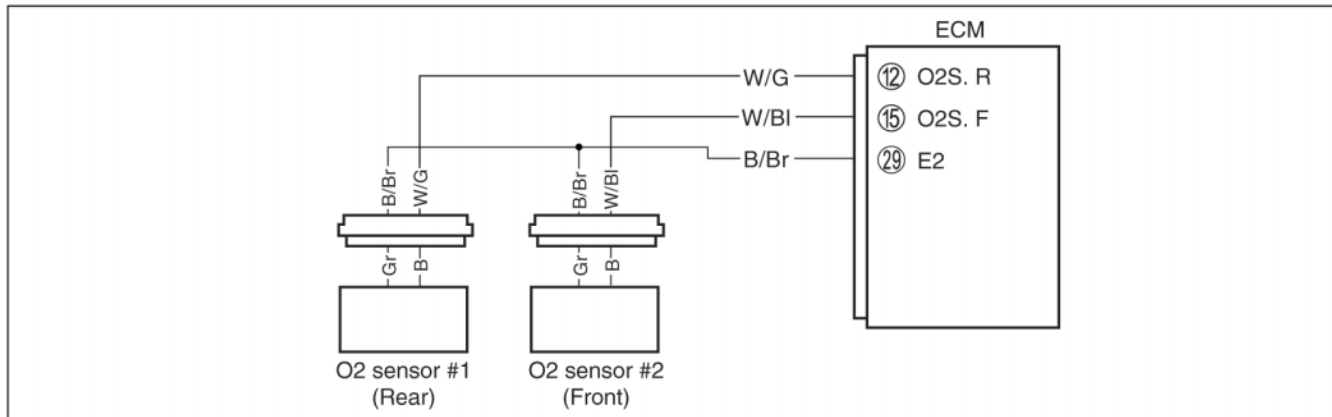 ECM
W/G
⑫ O2S. R
W/Bl
⑮ O2S. F
B/Br
㉙ E2
B/Br
W/G
B/Br
W/Bl
Gr
B
Gr
B
O2 sensor #1
(Rear)
O2 sensor #2
(Front)